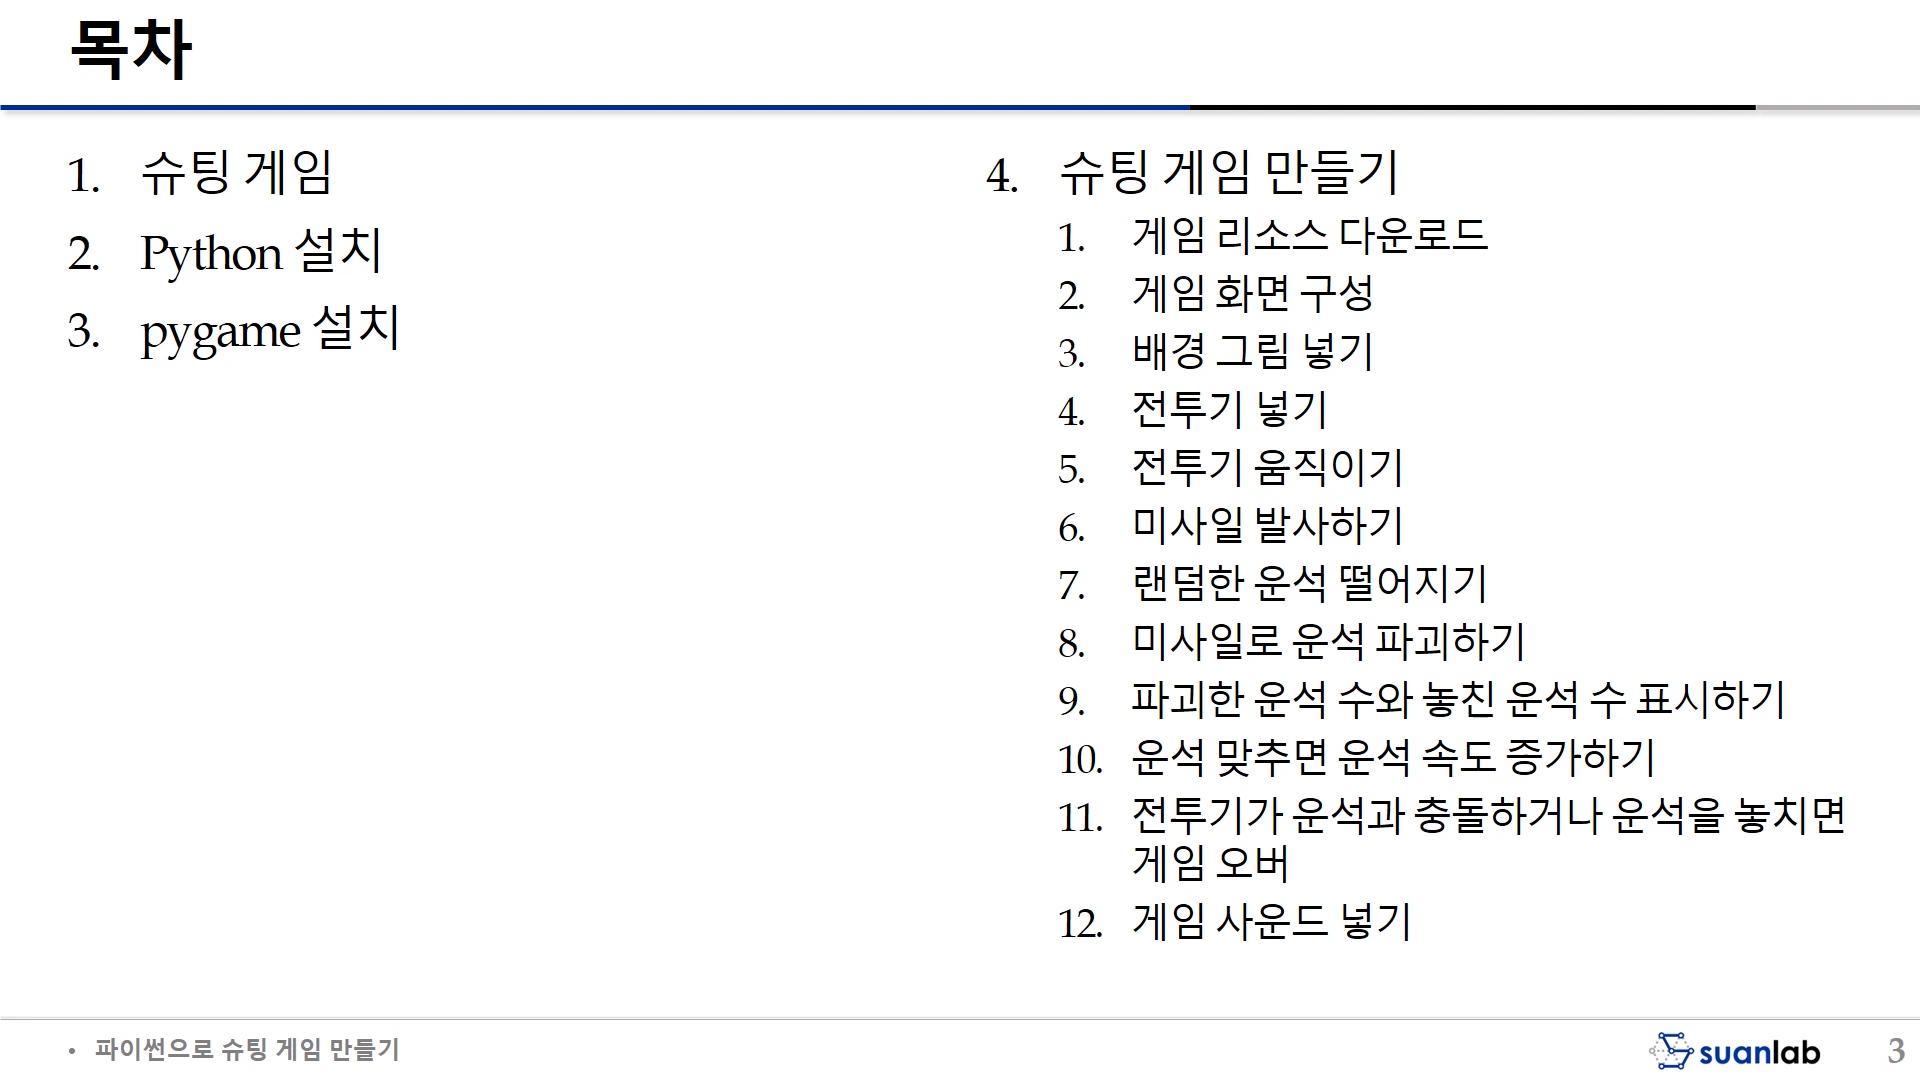 목차
1. 슈팅 게임
2. Python 설치
3. pygame 설치
4. 슈팅 게임 만들기
1. 게임 리소스 다운로드
2. 게임 화면 구성
3. 배경 그림 넣기
4. 전투기 넣기
5. 전투기 움직이기
6. 미사일 발사하기
7. 랜덤한 운석 떨어지기
8. 미사일로 운석 파괴하기
9. 파괴한 운석 수와 놓친 운석 수 표시하기
10. 운석 맞추면 운석 속도 증가하기
11. 전투기가 운석과 충돌하거나 운석을 놓치면
게임 오버
12. 게임 사운드 넣기
• 파이썬으로 슈팅 게임 만들기
suanlab
3